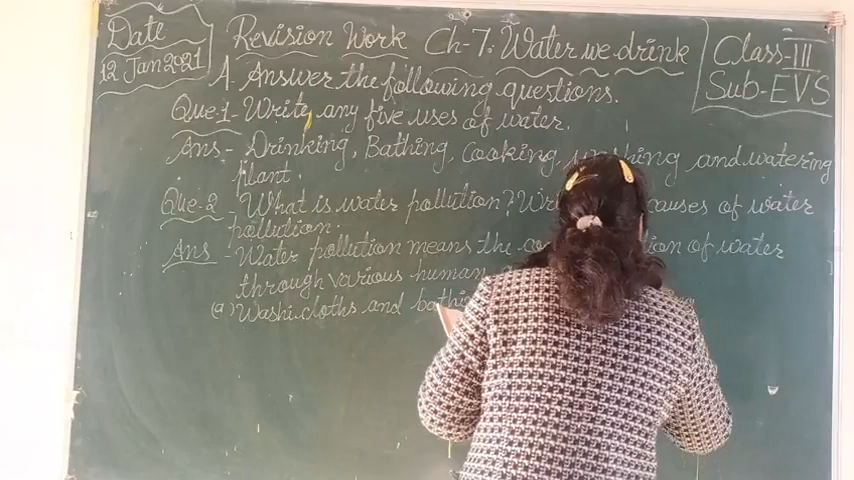 Date
12 Jan 2021
Revision Work Ch-7: Water we drink
Class-III
Sub-EVS
A. Answer the following questions.
Que:1- Write any five uses of water.
Ans- Drinking, Bathing, cooking, and watering
plant.
Que-2 - What is water pollution? of water
pollution.
Ans - Water pollution means the of water
through various human
(a) Washi cloths and